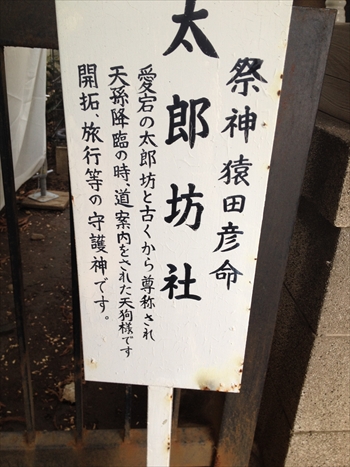 祭神 猿田彦命
太郎坊社
愛宕の太郎坊と古くから尊称され
天孫降臨の時、道案内をされた天狗様です
開拓、旅行等の守護神です。